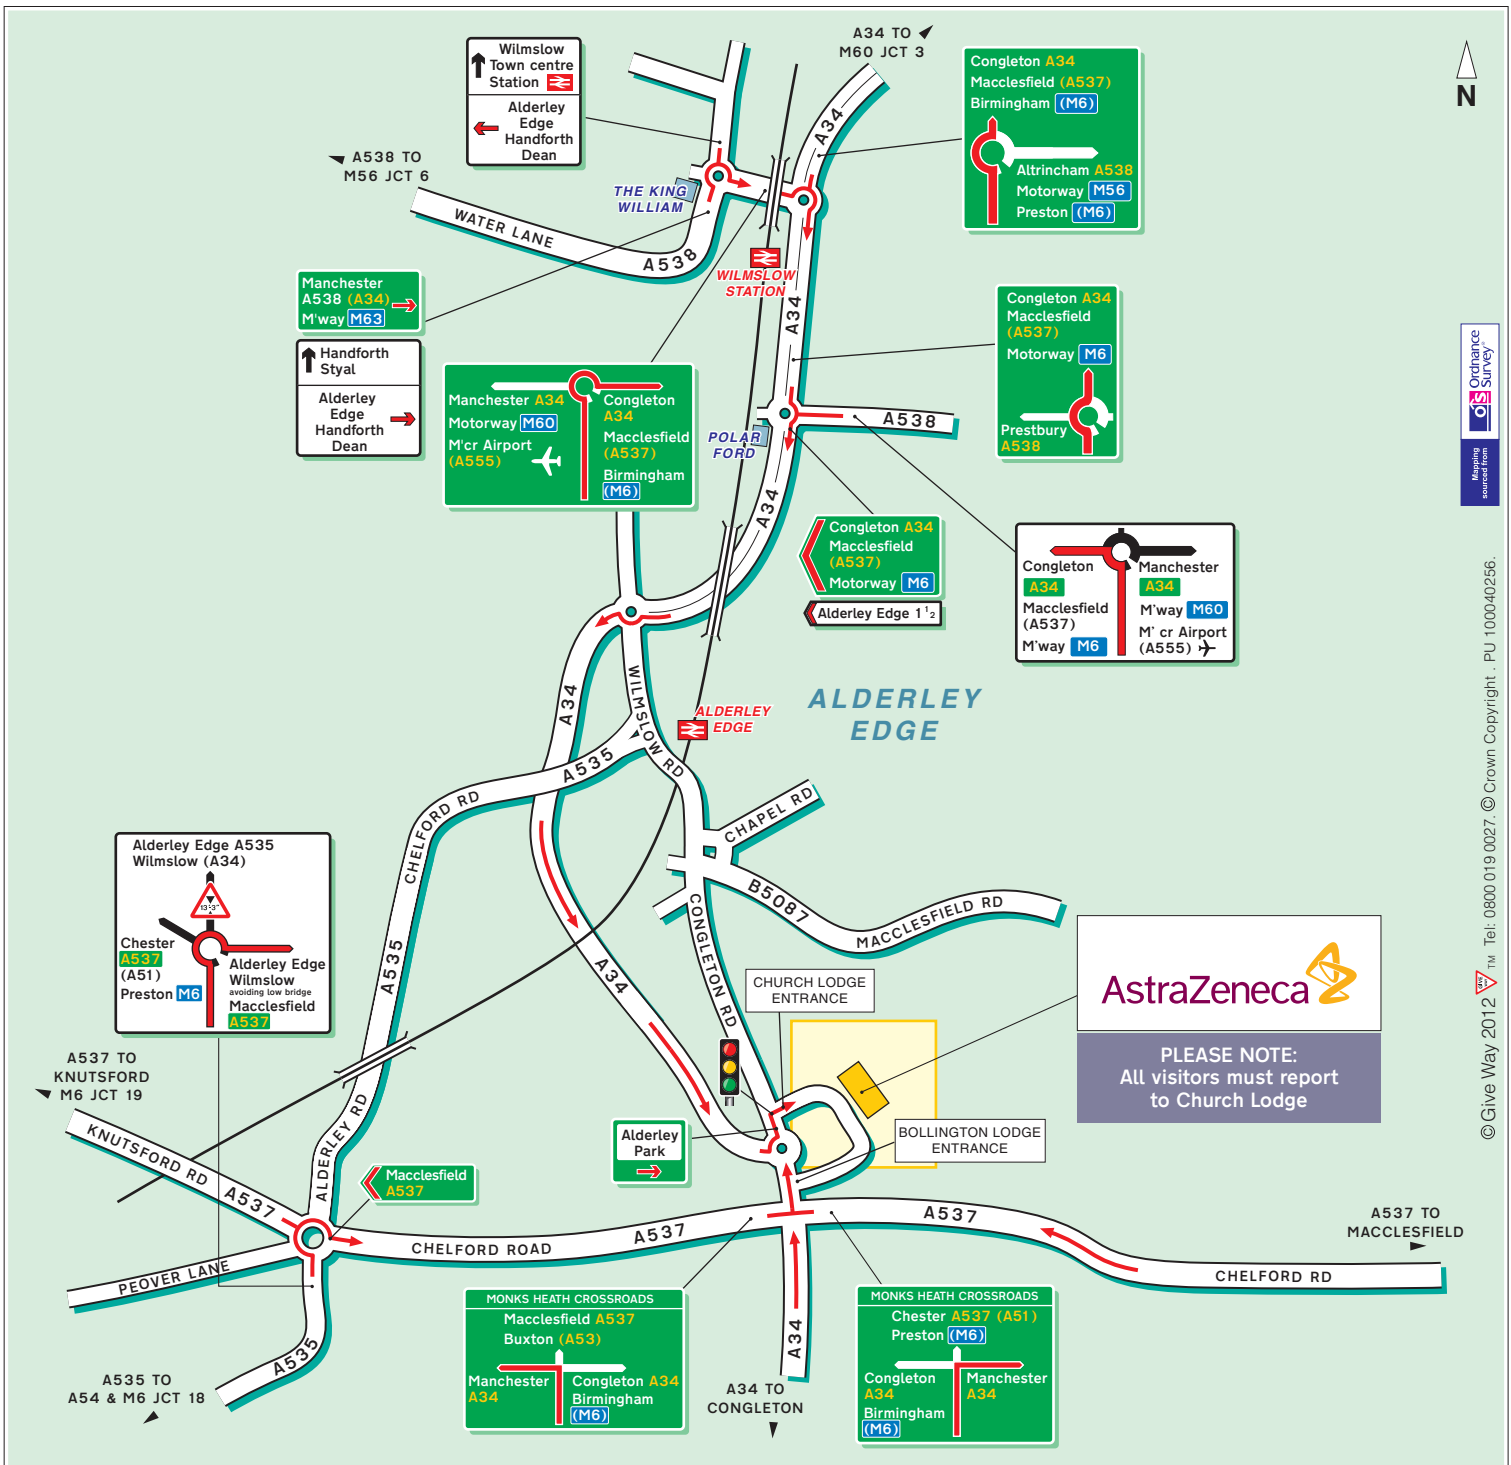 A34 TO
M60 JCT 3
Wilmslow
Town centre
Station
Alderley
Edge
Handforth
Dean
Congleton A34
Macclesfield (A537)
Birmingham (M6)
Altrincham A538
Motorway M56
Preston (M6)
N
A538 TO
M56 JCT 6
THE KING
WILLIAM
WATER LANE
A538
A34
WILMSLOW
STATION
A34
Manchester
A538 (A34)
M'way M63
Handforth
Styal
Alderley
Edge
Handforth
Dean
Congleton A34
Macclesfield
(A537)
Motorway M6
Prestbury
A538
Manchester A34
Motorway M60
M'cr Airport
(A555)
Congleton
A34
Macclesfield
(A537)
Birmingham
(M6)
POLAR
FORD
A538
A34
Congleton A34
Macclesfield
(A537)
Motorway M6
Alderley Edge 1 1/2
Congleton
A34
Macclesfield
(A537)
M'way M6
Manchester
A34
M'way M60
M' cr Airport
(A555)
Ordnance
Survey®
Mapping
sourced from
ALDERLEY
EDGE
ALDERLEY
EDGE
A34
WILMSLOW RD
A535
CHELFORD RD
CHAPEL RD
B5087
MACCLESFIELD RD
CONGLETON RD
A34
A535
Alderley Edge A535
Wilmslow (A34)
13'-3"
Chester
A537
(A51)
Preston M6
Alderley Edge
Wilmslow
avoiding low bridge
Macclesfield
A537
CHURCH LODGE
ENTRANCE
AstraZeneca
PLEASE NOTE:
All visitors must report
to Church Lodge
A537 TO
KNUTSFORD
M6 JCT 19
KNUTSFORD RD
A537
ALDERLEY RD
Alderley
Park
BOLLINGTON LODGE
ENTRANCE
Macclesfield
A537
PEOVER LANE
CHELFORD ROAD
A537
A537
A537 TO
MACCLESFIELD
CHELFORD RD
A535
A535 TO
A54 & M6 JCT 18
MONKS HEATH CROSSROADS
Macclesfield A537
Buxton (A53)
Manchester
A34
Congleton A34
Birmingham
(M6)
A34
A34 TO
CONGLETON
MONKS HEATH CROSSROADS
Chester A537 (A51)
Preston (M6)
Congleton
A34
Birmingham
(M6)
Manchester
A34
© Give Way 2012 ™ Tel: 0800 019 0027. © Crown Copyright . PU 100040256.